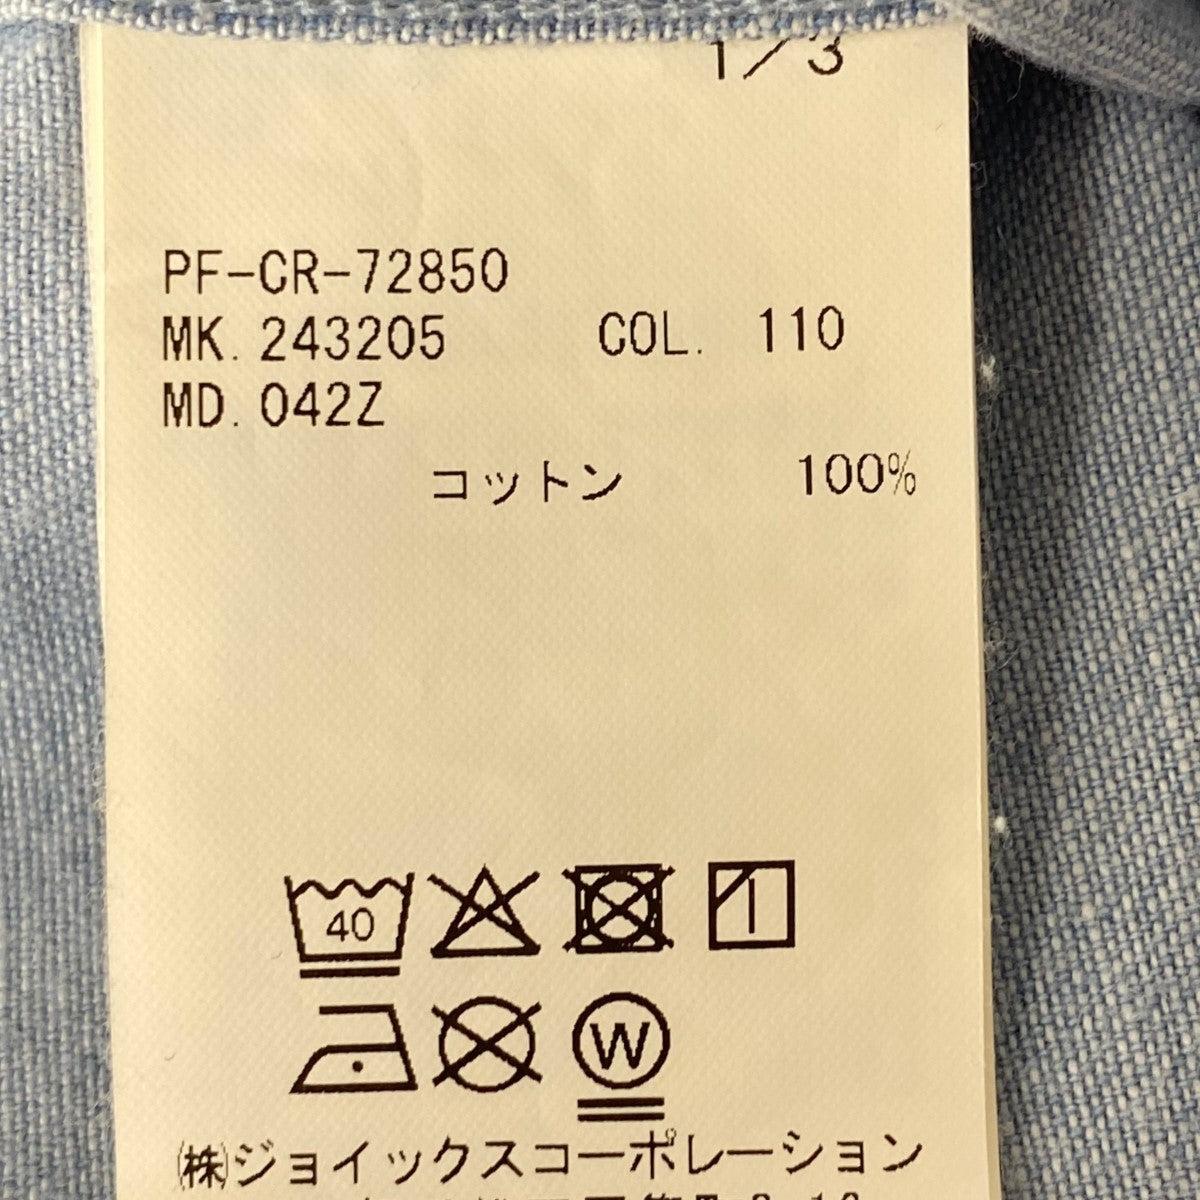 1/3
PF-CR-72850
MK. 243205 COL. 110
MD. 042Z
コットン 100%
40
W
㈱ジョイックスコーポレーション